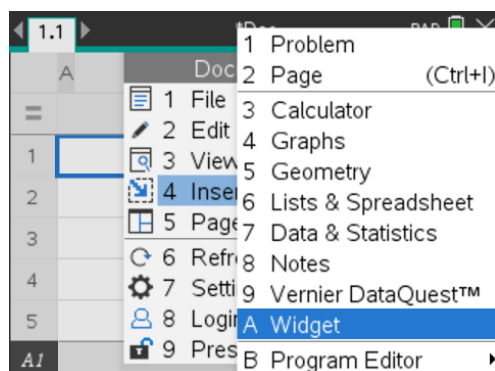 1.1
*Doc
RAD
A
=
1
2
3
4
5
A1
Doc
1 File
2 Edit
3 View
4 Inser
5 Page
6 Refre
7 Setti
8 Login
9 Pres
1 Problem
2 Page (Ctrl+I)
3 Calculator
4 Graphs
5 Geometry
6 Lists & Spreadsheet
7 Data & Statistics
8 Notes
9 Vernier DataQuest™
A Widget
B Program Editor